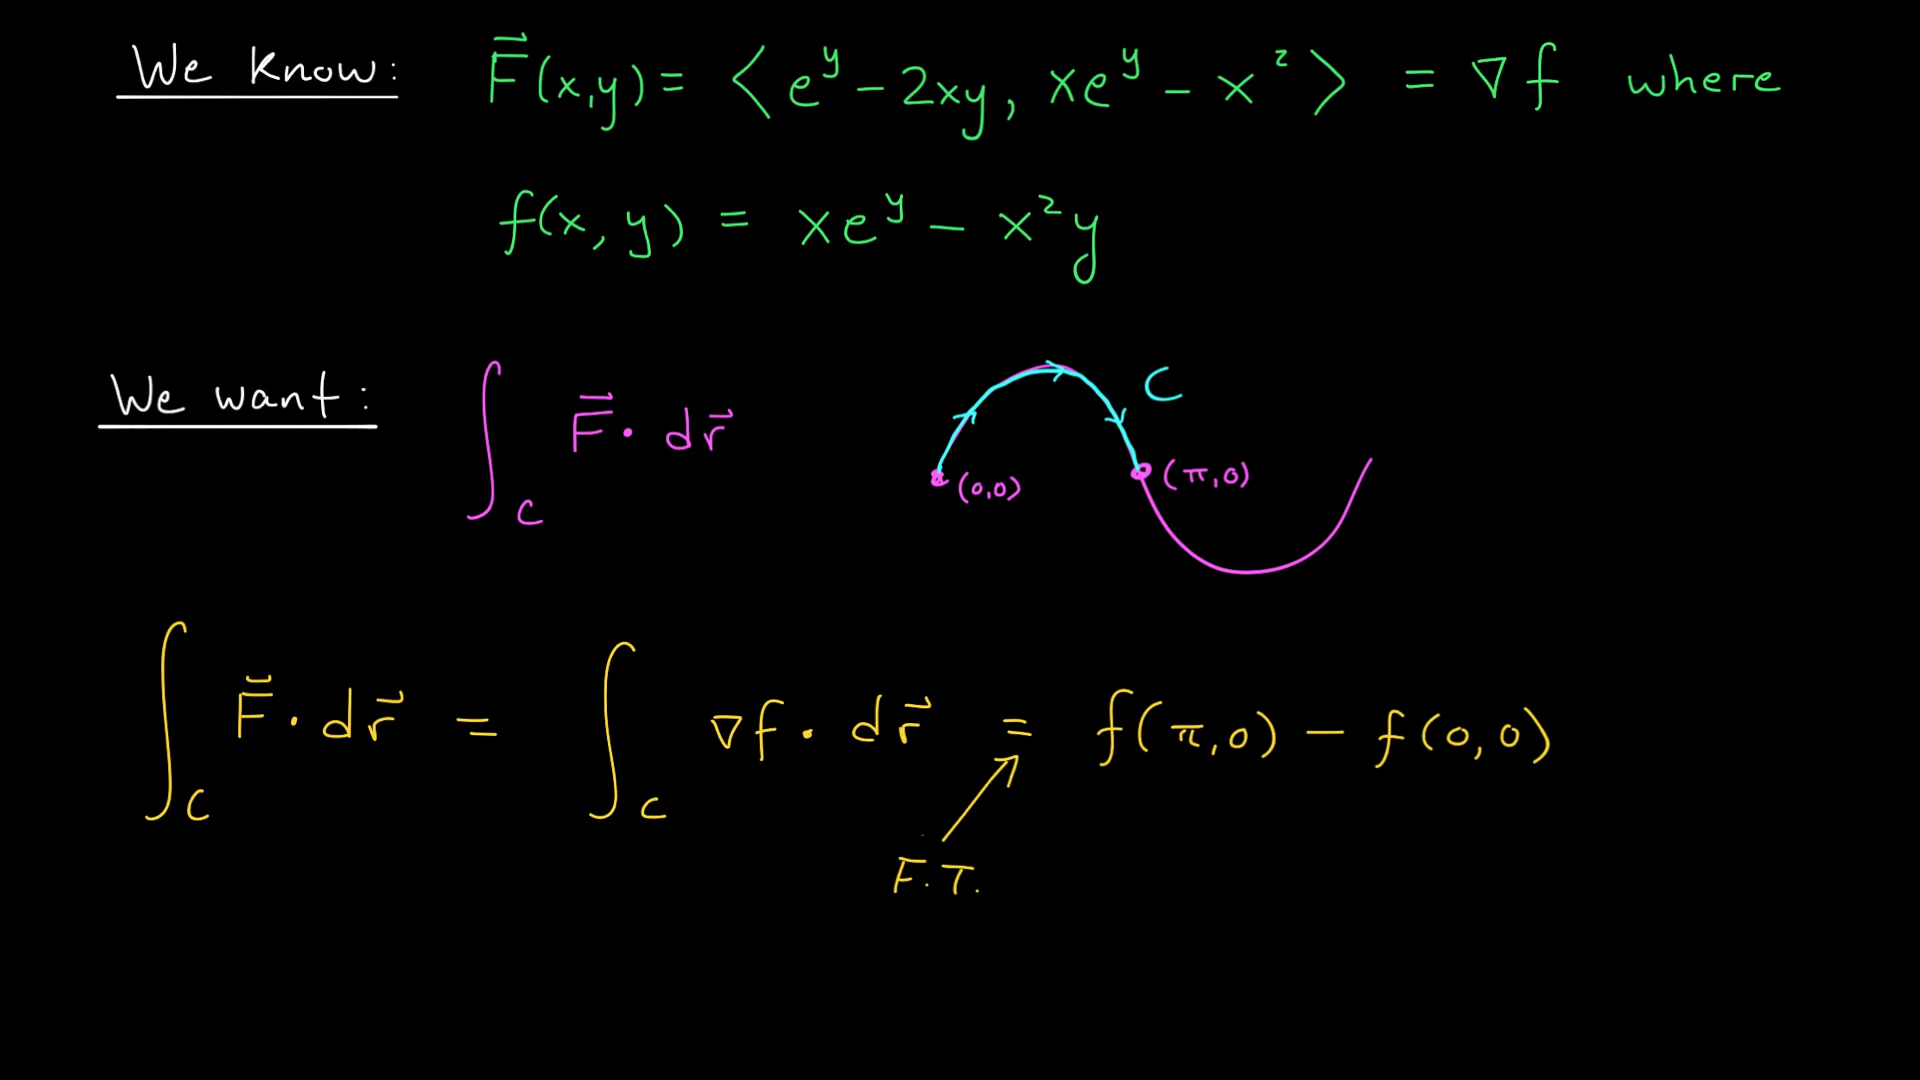 We Know: F⃗(x,y) = ⟨e^y − 2xy, xe^y − x²⟩ = ∇f where
f(x,y) = xe^y − x²y
We want: ∫_C F⃗ · dr⃗
C
(0,0) (π,0)
∫_C F⃗ · dr⃗ = ∫_C ∇f · dr⃗ = f(π,0) − f(0,0)
F.T.